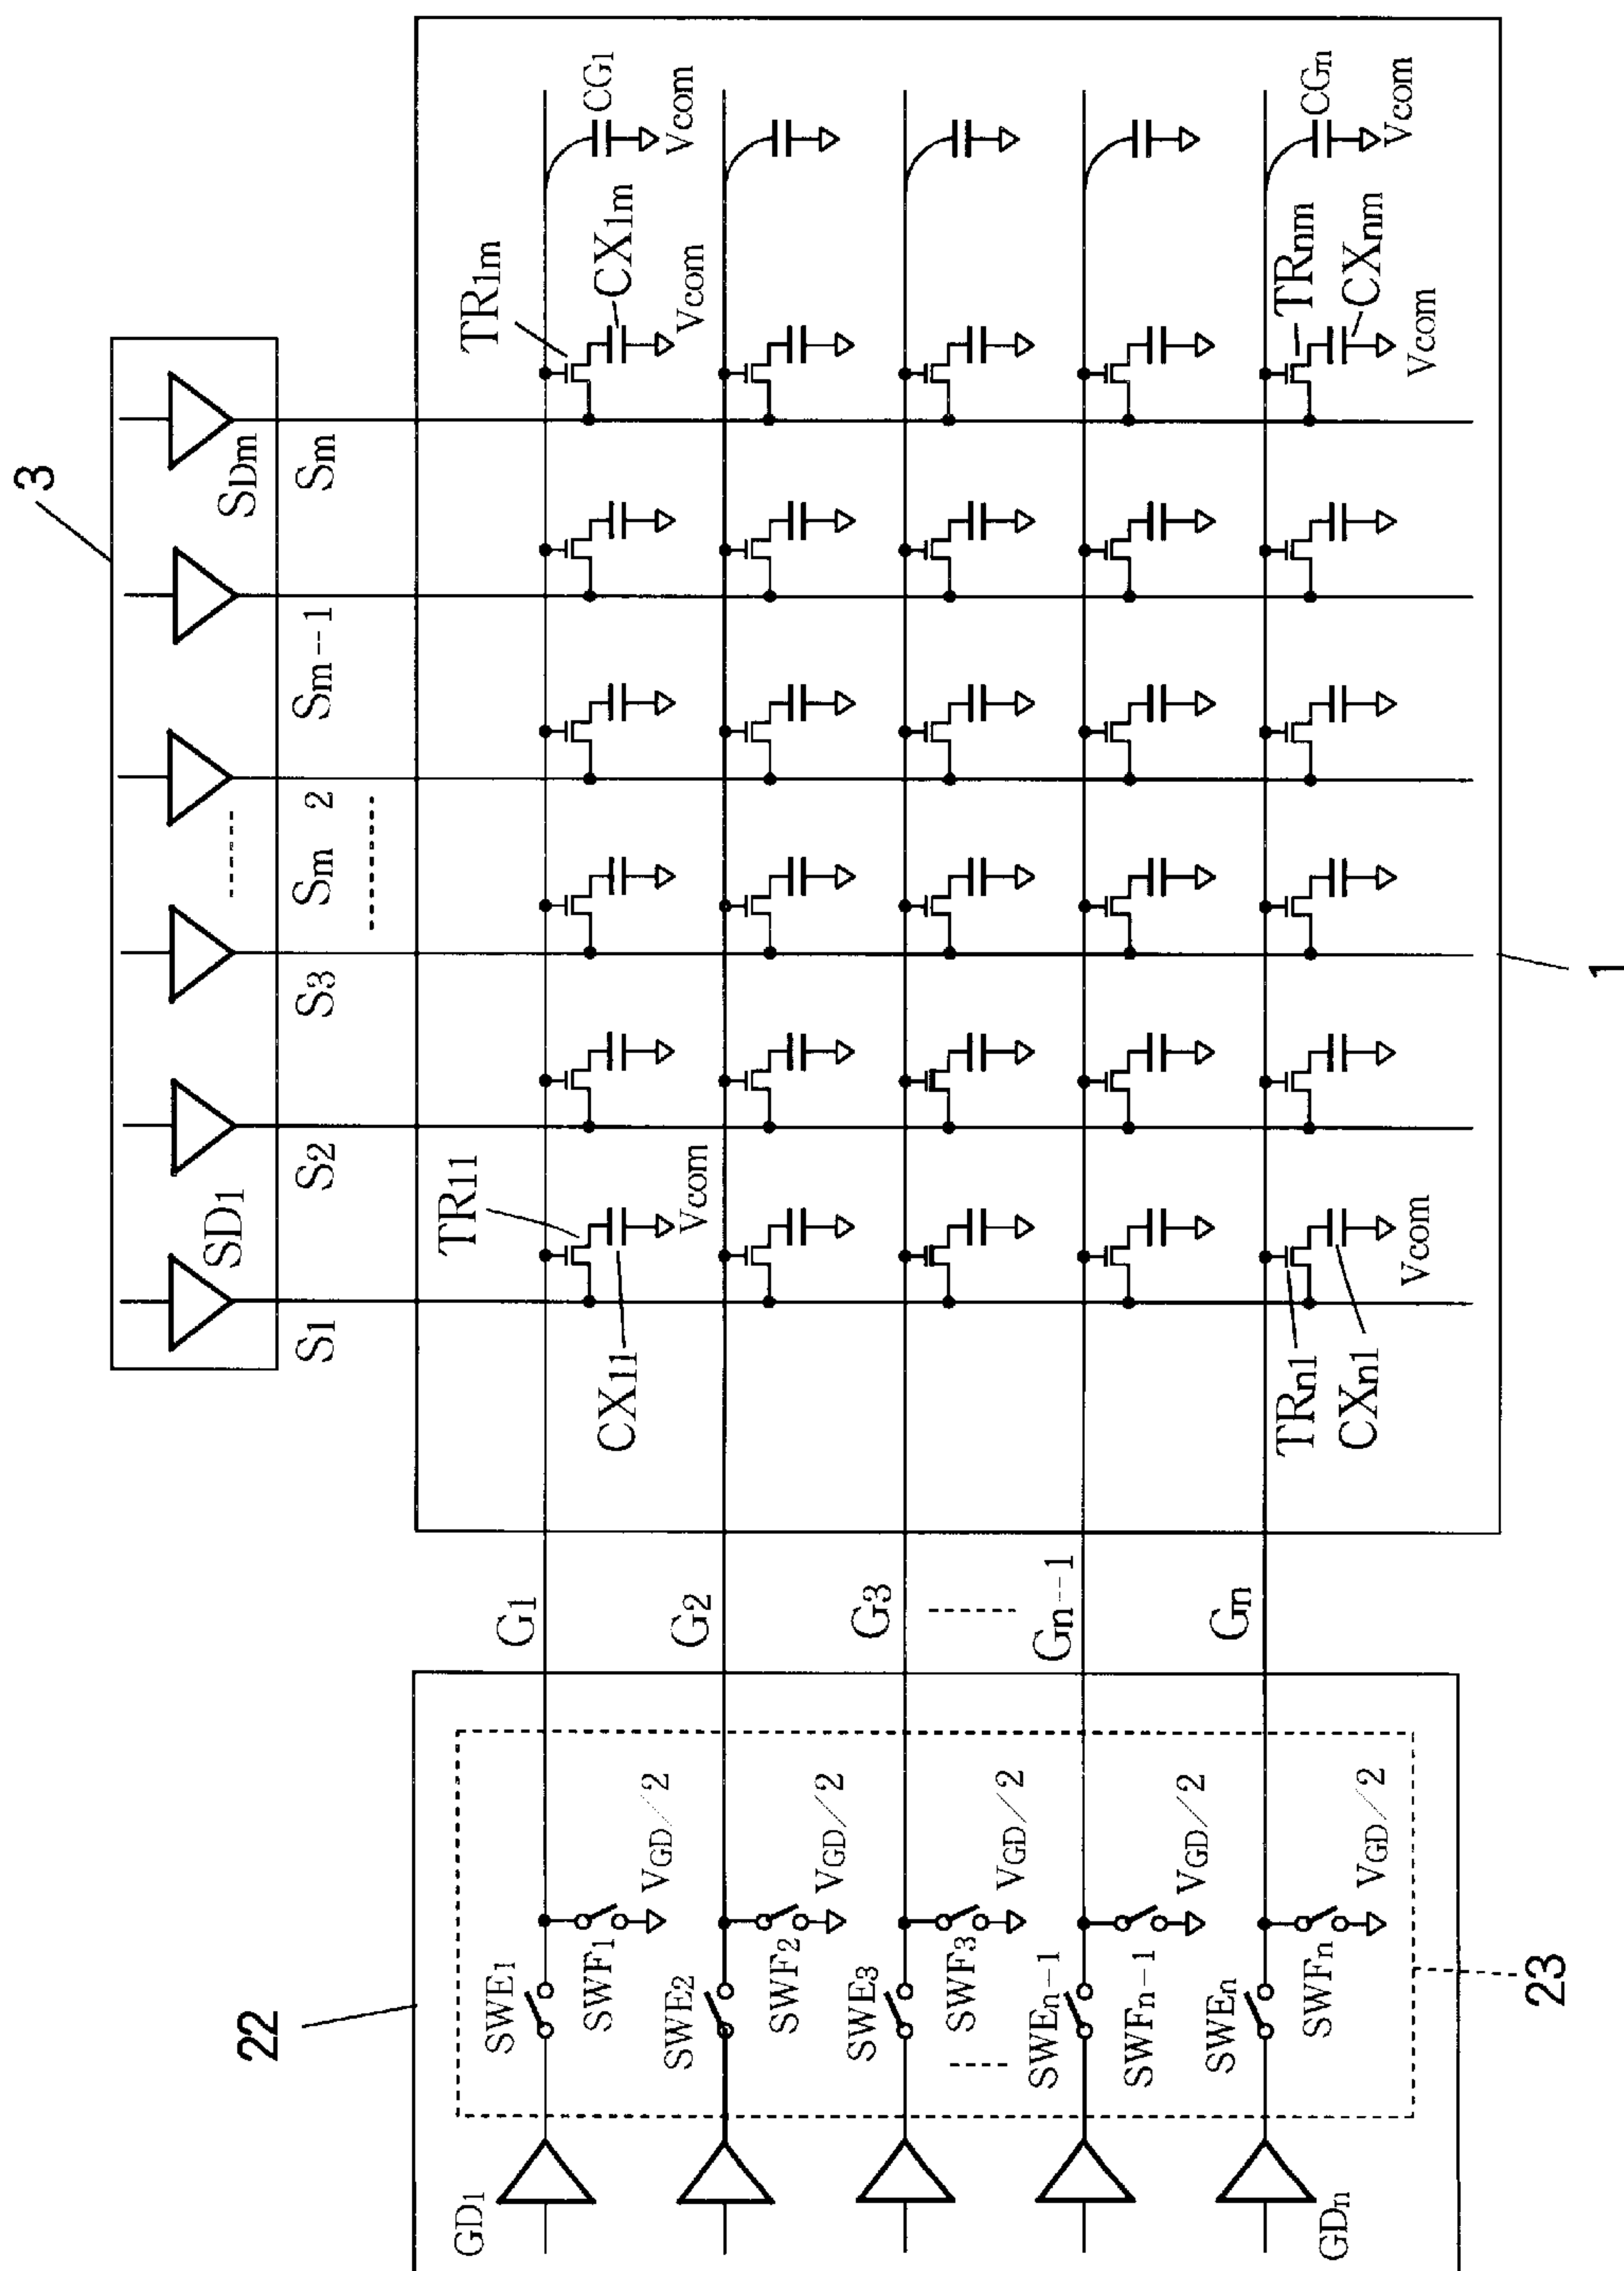 3
SDm
SD1
S1
S2
S3
Sm 2
Sm-1
Sm
TR11
CX11
Vcom
TR1m
CX1m
Vcom
CG1
Vcom
TRn1
CXn1
Vcom
TRnm
CXnm
Vcom
CGn
Vcom
1
G1
G2
G3
Gn-1
Gn
22
23
GD1
SWE1
SWF1
VGD/2
SWE2
SWF2
VGD/2
SWE3
SWF3
VGD/2
SWEn-1
SWFn-1
VGD/2
SWEn
SWFn
VGD/2
GDn